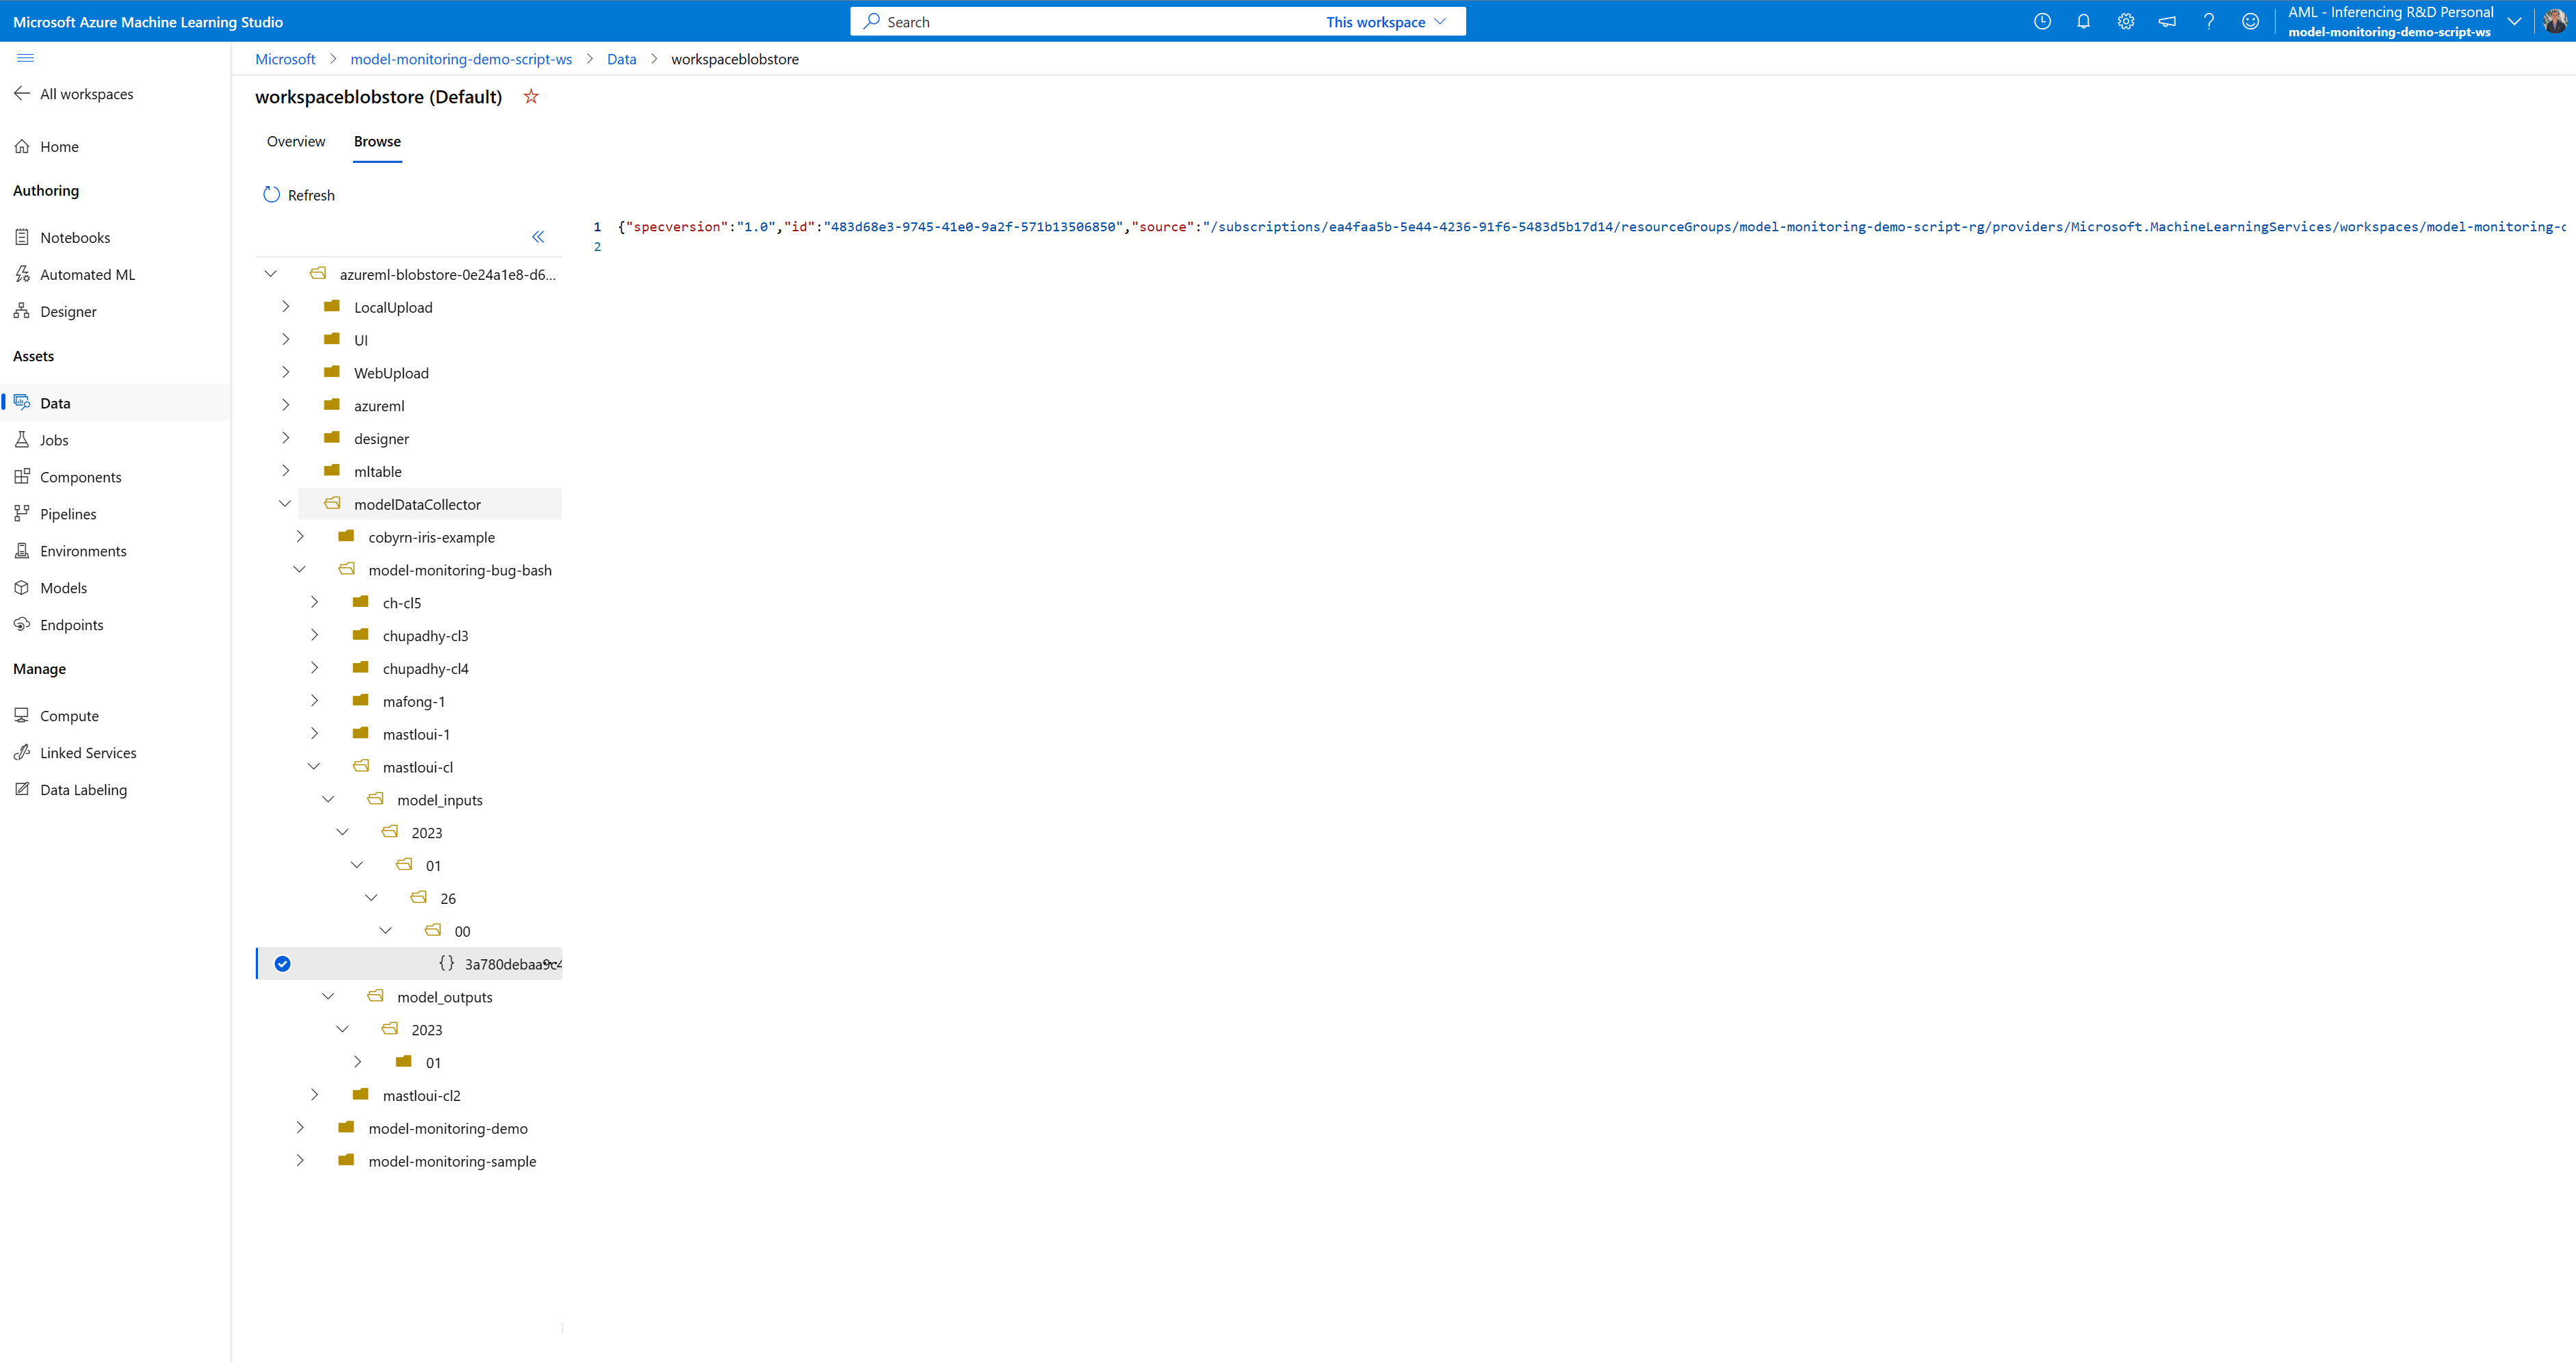 Microsoft Azure Machine Learning Studio
Search
This workspace
AML - Inferencing R&D Personal
model-monitoring-demo-script-ws
Microsoft > model-monitoring-demo-script-ws > Data > workspaceblobstore
All workspaces
Home
Authoring
Notebooks
Automated ML
Designer
Assets
Data
Jobs
Components
Pipelines
Environments
Models
Endpoints
Manage
Compute
Linked Services
Data Labeling
workspaceblobstore (Default)
Overview
Browse
Refresh
azureml-blobstore-0e24a1e8-d6...
LocalUpload
UI
WebUpload
azureml
designer
mltable
modelDataCollector
cobyrn-iris-example
model-monitoring-bug-bash
ch-cl5
chupadhy-cl3
chupadhy-cl4
mafong-1
mastloui-1
mastloui-cl
model_inputs
2023
01
26
00
{} 3a780debaa9c4
model_outputs
2023
01
mastloui-cl2
model-monitoring-demo
model-monitoring-sample
1 {"specversion":"1.0","id":"483d68e3-9745-41e0-9a2f-571b13506850","source":"/subscriptions/ea4faa5b-5e44-4236-91f6-5483d5b17d14/resourceGroups/model-monitoring-demo-script-rg/providers/Microsoft.MachineLearningServices/workspaces/model-monitoring-
2